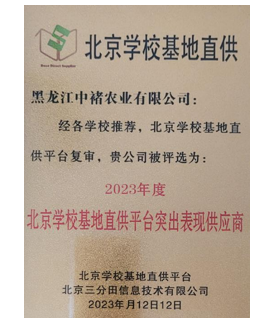 北京学校基地直供
黑龙江中褚农业有限公司：
经各学校推荐，北京学校基地直
供平台复审，贵公司被评选为：
2023年度
北京学校基地直供平台突出表现供应商
北京学校基地直供平台
北京三分田信息技术有限公司
2023年月12日12日